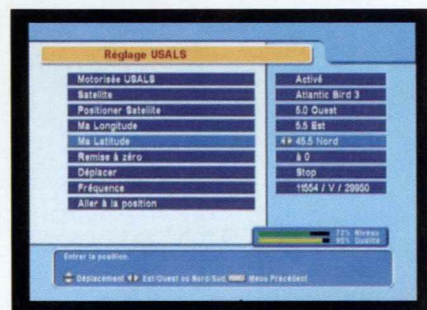 Réglage USALS
Motorisée USALS Activé
Satellite Atlantic Bird 3
Positioner Satellite 5.0 Ouest
Ma Longitude 5.5 Est
Ma Latitude 45.5 Nord
Remise à zéro à 0
Déplacer Stop
Fréquence 11554 / V / 29950
Aller à la position
72% Niveau
90% Qualité
Entrer la position.
Déplacement Est/Ouest ou Nord/Sud, Menu Précédent